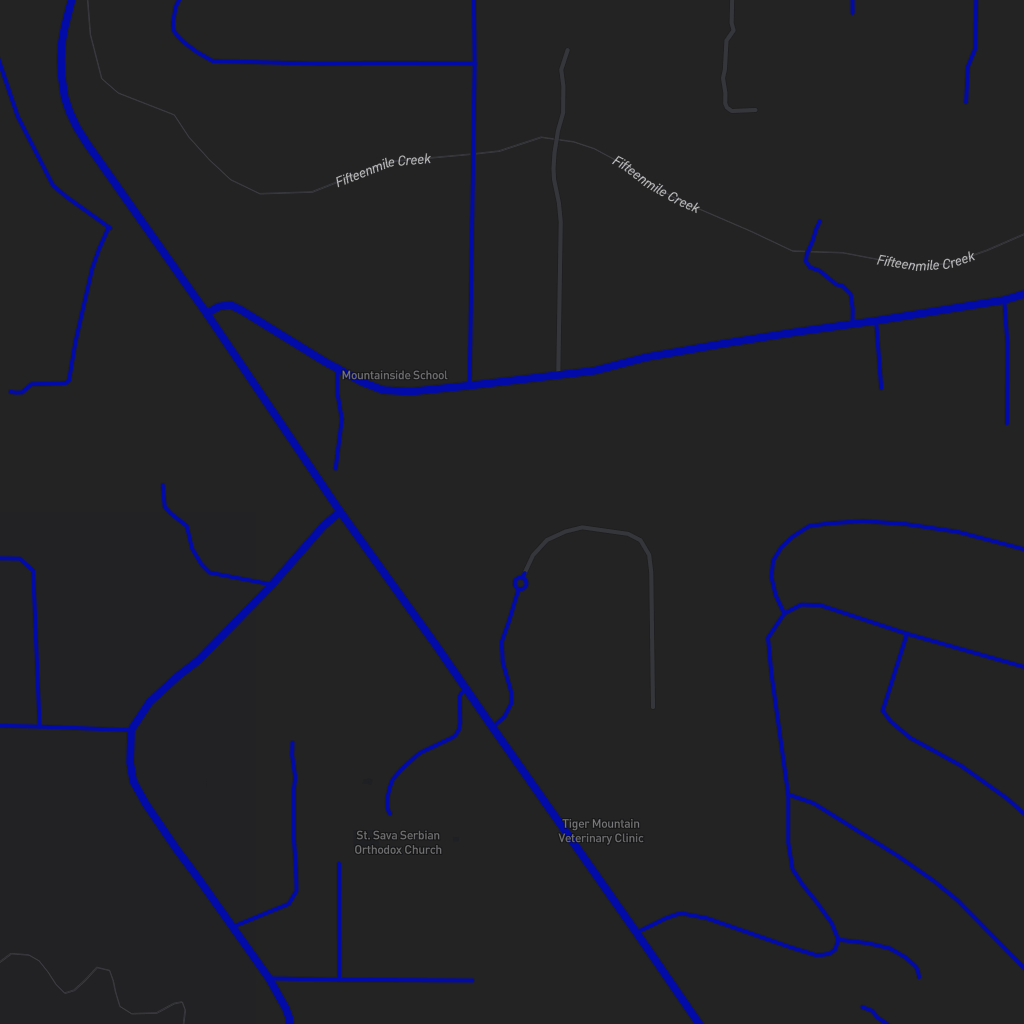 Fifteenmile Creek
Fifteenmile Creek
Fifteenmile Creek
Mountainside School
Tiger Mountain
Veterinary Clinic
St. Sava Serbian
Orthodox Church